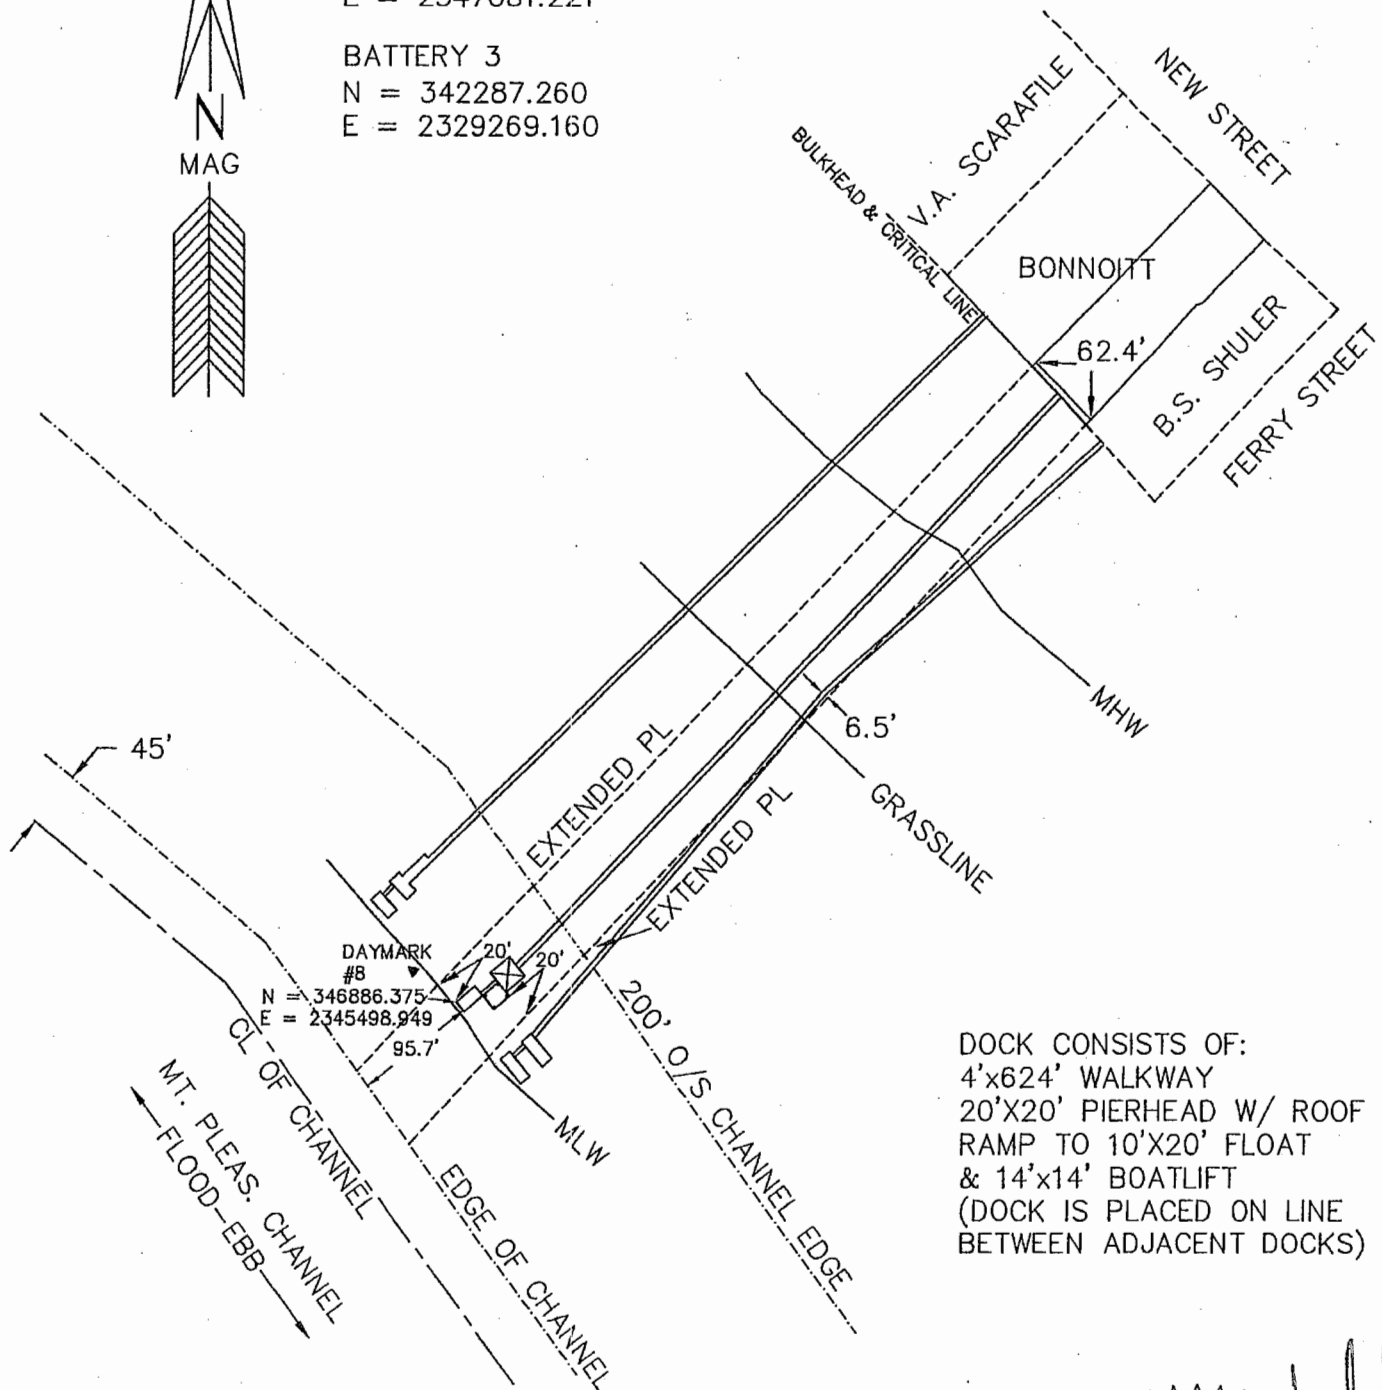 BATTERY 3
N = 342287.260
E = 2329269.160
N
MAG
NEW STREET
V.A. SCARAFILE
BULKHEAD & CRITICAL LINE
BONNOITT
62.4'
B.S. SHULER
FERRY STREET
MHW
6.5'
GRASSLINE
45'
EXTENDED PL
EXTENDED PL
DAYMARK
#8
N = 346886.375
E = 2345498.949
20'
20'
95.7'
200' O/S CHANNEL EDGE
MLW
CL OF CHANNEL
EDGE OF CHANNEL
MT. PLEAS. CHANNEL
FLOOD-EBB
DOCK CONSISTS OF:
4'x624' WALKWAY
20'X20' PIERHEAD W/ ROOF
RAMP TO 10'X20' FLOAT
& 14'x14' BOATLIFT
(DOCK IS PLACED ON LINE
BETWEEN ADJACENT DOCKS)